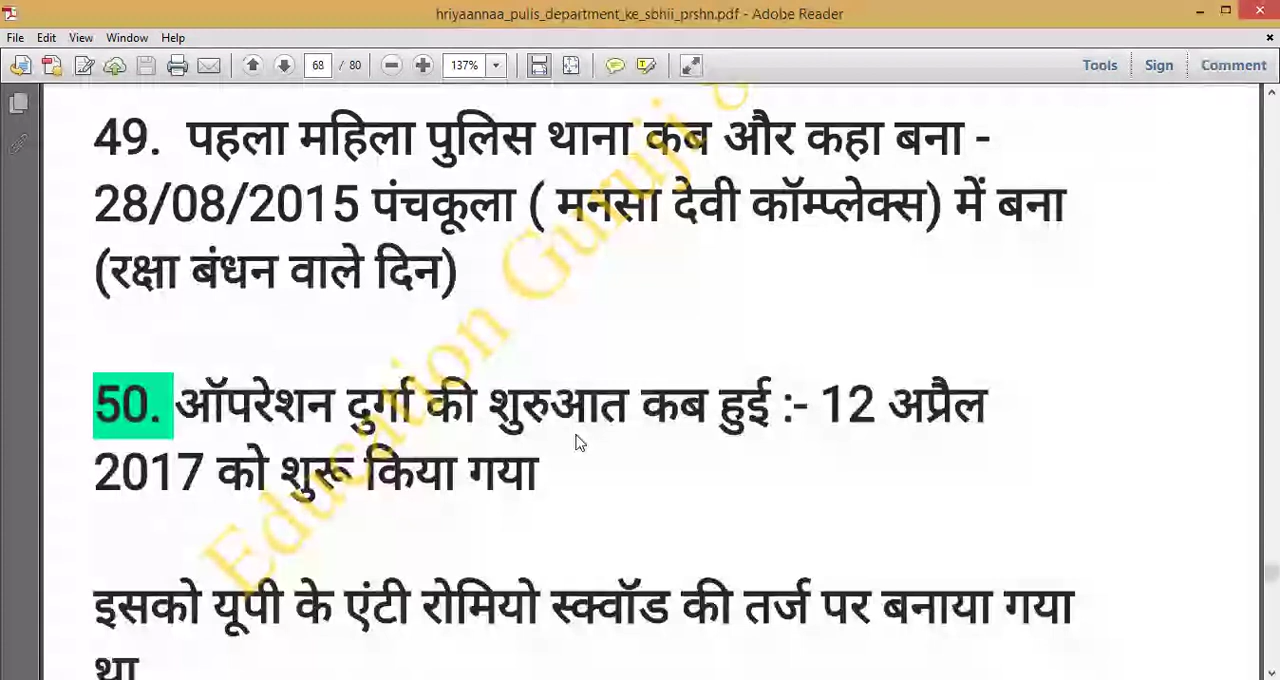 hriyaannaa_pulis_department_ke_sbhii_prshn.pdf - Adobe Reader
File Edit View Window Help
68 / 80 137% Tools Sign Comment
49. पहला महिला पुलिस थाना कब और कहा बना -
28/08/2015 पंचकूला ( मनसा देवी कॉम्प्लेक्स) में बना
(रक्षा बंधन वाले दिन)
50. ऑपरेशन दुर्गा की शुरुआत कब हुई :- 12 अप्रैल
2017 को शुरू किया गया
इसको यूपी के एंटी रोमियो स्क्वॉड की तर्ज पर बनाया गया
था
Education Guruji